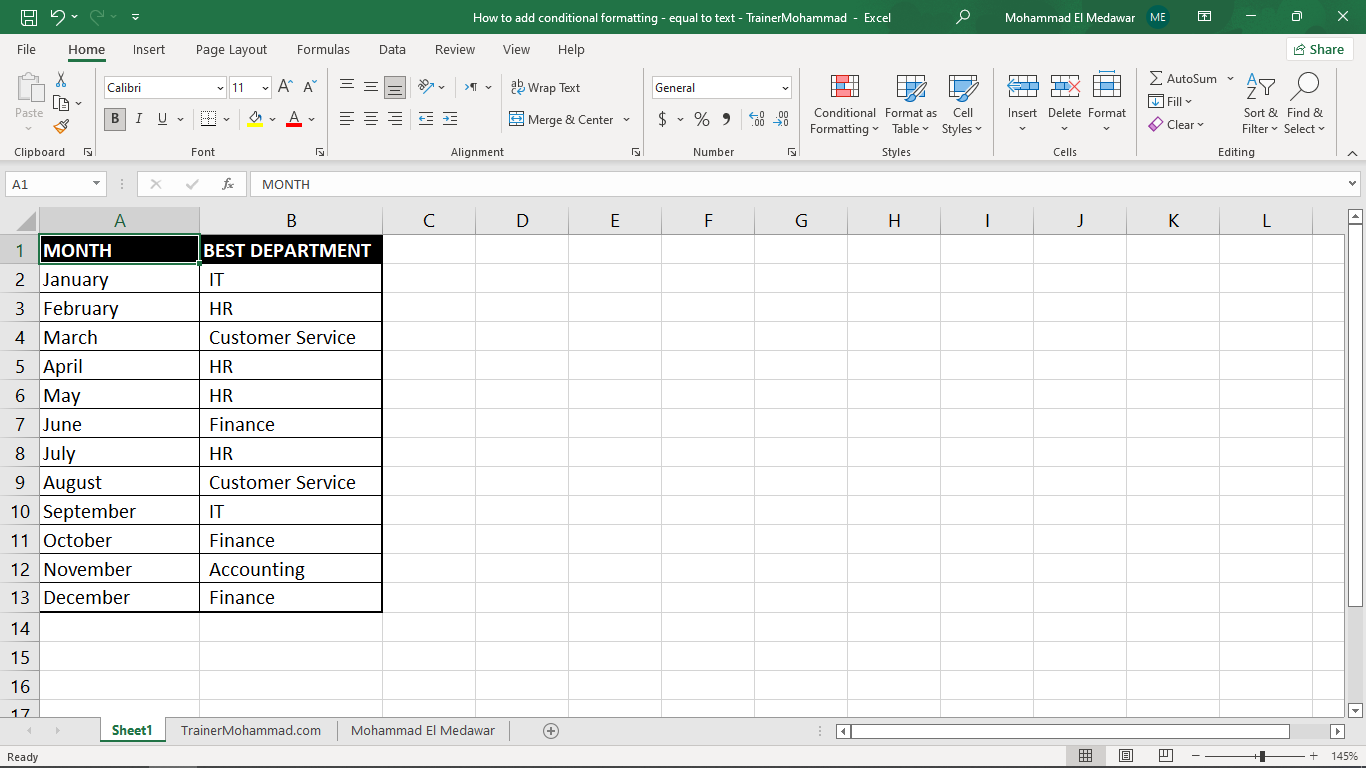 How to add conditional formatting - equal to text - TrainerMohammad - Excel
Mohammad El Medawar ME
File Home Insert Page Layout Formulas Data Review View Help Share
Paste
Clipboard
Calibri 11
B I U A
Font
ab Wrap Text
Merge & Center
Alignment
General
$ % 9 .00 .00
Number
Conditional Formatting
Format as Table
Cell Styles
Styles
Insert Delete Format
Cells
AutoSum
Fill
Clear
Sort & Filter
Find & Select
Editing
A1 fx MONTH
A B C D E F G H I J K L
1 MONTH BEST DEPARTMENT
2 January IT
3 February HR
4 March Customer Service
5 April HR
6 May HR
7 June Finance
8 July HR
9 August Customer Service
10 September IT
11 October Finance
12 November Accounting
13 December Finance
14
15
16
17
Sheet1 TrainerMohammad.com Mohammad El Medawar
Ready 145%